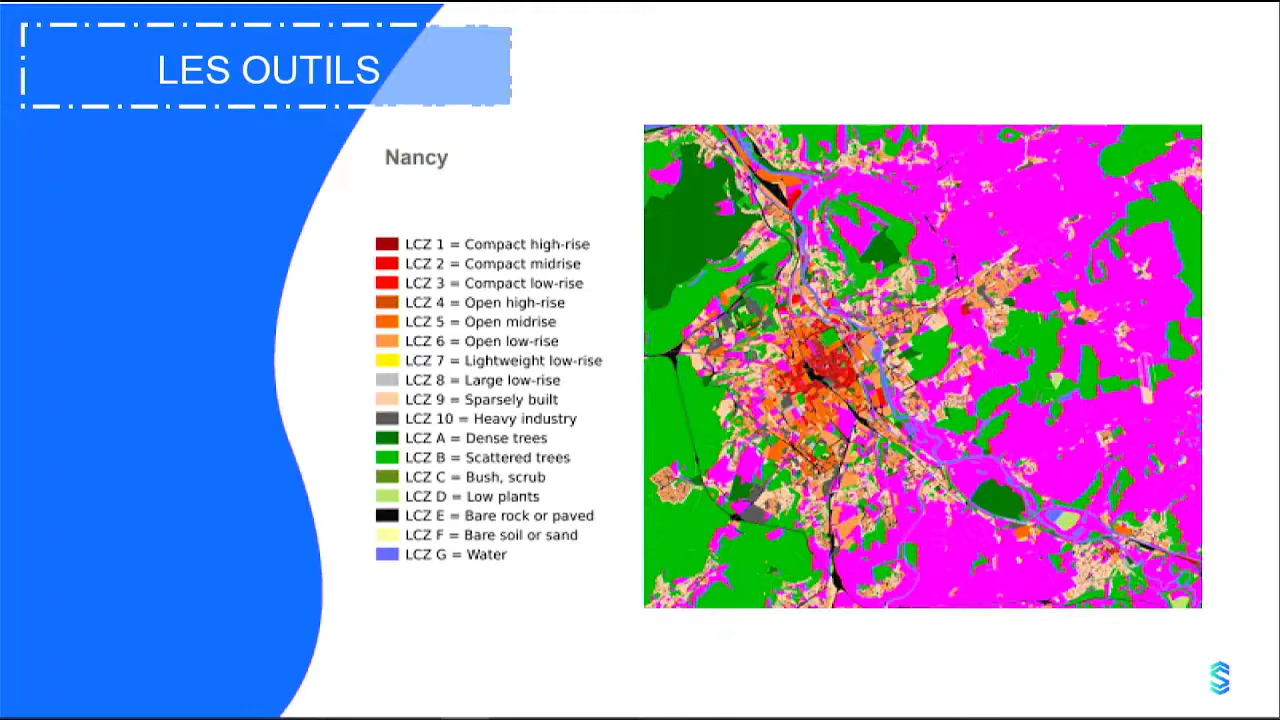 LES OUTILS
Nancy
LCZ 1 = Compact high-rise
LCZ 2 = Compact midrise
LCZ 3 = Compact low-rise
LCZ 4 = Open high-rise
LCZ 5 = Open midrise
LCZ 6 = Open low-rise
LCZ 7 = Lightweight low-rise
LCZ 8 = Large low-rise
LCZ 9 = Sparsely built
LCZ 10 = Heavy industry
LCZ A = Dense trees
LCZ B = Scattered trees
LCZ C = Bush, scrub
LCZ D = Low plants
LCZ E = Bare rock or paved
LCZ F = Bare soil or sand
LCZ G = Water